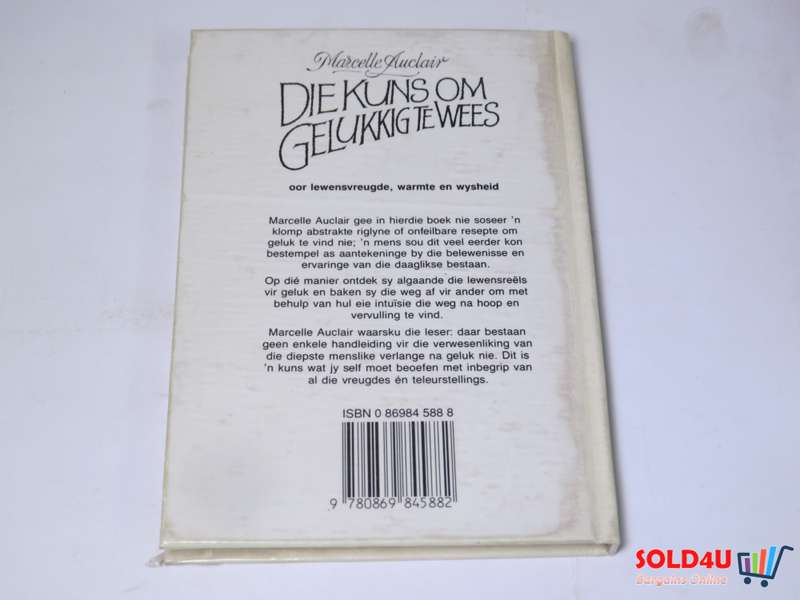 Marcelle Auclair
DIE KUNS OM
GELUKKIG TE WEES
oor lewensvreugde, warmte en wysheid
Marcelle Auclair gee in hierdie boek nie soseer 'n
klomp abstrakte riglyne of onfeilbare resepte om
geluk te vind nie; 'n mens sou dit veel eerder kon
bestempel as aantekeninge by die belewenisse en
ervaringe van die daaglikse bestaan.
Op dié manier ontdek sy algaande die lewensreëls
vir geluk en baken sy die weg af vir ander om met
behulp van hul eie intuïsie die weg na hoop en
vervulling te vind.
Marcelle Auclair waarsku die leser: daar bestaan
geen enkele handleiding vir die verwesenliking van
die diepste menslike verlange na geluk nie. Dit is
'n kuns wat jy self moet beoefen met inbegrip van
al die vreugdes én teleurstellings.
ISBN 0 86984 588 8
9 780869 845882
SOLD4U
Bargains Online